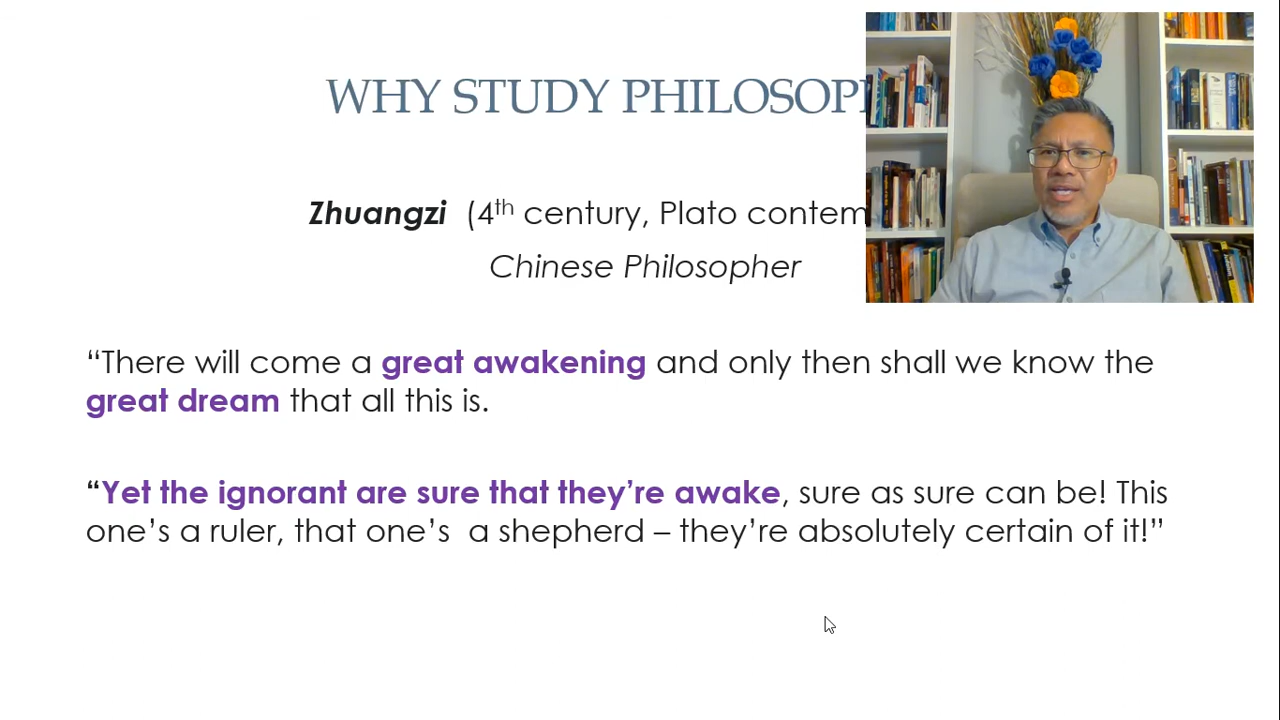 WHY STUDY
Zhuangzi (4th century, Plato
Chinese Philosopher
“There will come a great awakening and only then shall we know the
great dream that all this is.
“Yet the ignorant are sure that they’re awake, sure as sure can be! This
one’s a ruler, that one’s a shepherd – they’re absolutely certain of it!”